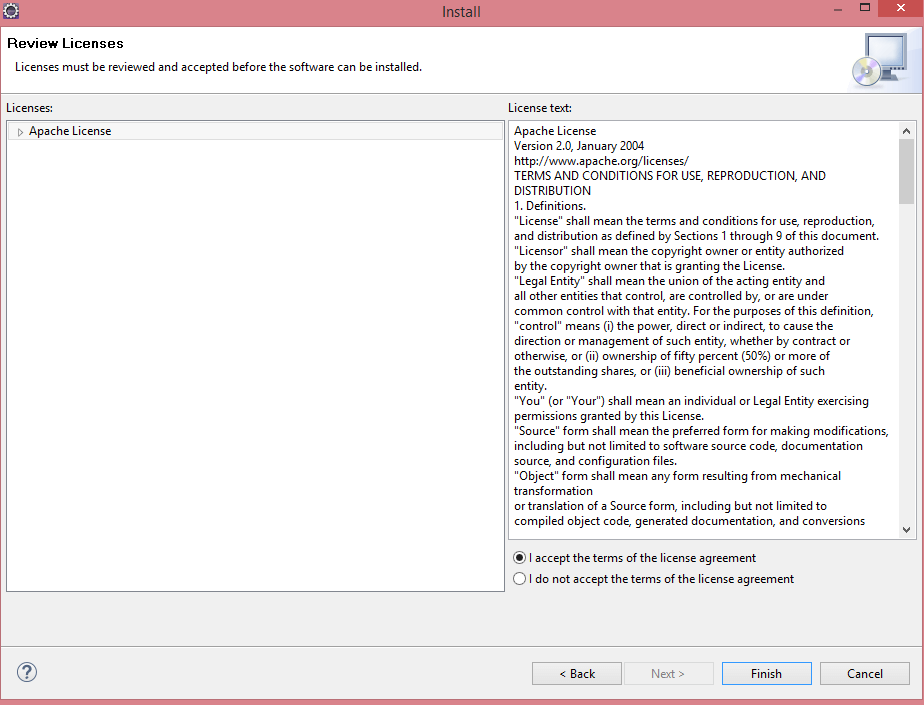 Install
Review Licenses
Licenses must be reviewed and accepted before the software can be installed.
Licenses:
Apache License
License text:
Apache License
Version 2.0, January 2004
http://www.apache.org/licenses/
TERMS AND CONDITIONS FOR USE, REPRODUCTION, AND
DISTRIBUTION
1. Definitions.
"License" shall mean the terms and conditions for use, reproduction,
and distribution as defined by Sections 1 through 9 of this document.
"Licensor" shall mean the copyright owner or entity authorized
by the copyright owner that is granting the License.
"Legal Entity" shall mean the union of the acting entity and
all other entities that control, are controlled by, or are under
common control with that entity. For the purposes of this definition,
"control" means (i) the power, direct or indirect, to cause the
direction or management of such entity, whether by contract or
otherwise, or (ii) ownership of fifty percent (50%) or more of
the outstanding shares, or (iii) beneficial ownership of such
entity.
"You" (or "Your") shall mean an individual or Legal Entity exercising
permissions granted by this License.
"Source" form shall mean the preferred form for making modifications,
including but not limited to software source code, documentation
source, and configuration files.
"Object" form shall mean any form resulting from mechanical
transformation
or translation of a Source form, including but not limited to
compiled object code, generated documentation, and conversions
I accept the terms of the license agreement
I do not accept the terms of the license agreement
?
< Back
Next >
Finish
Cancel